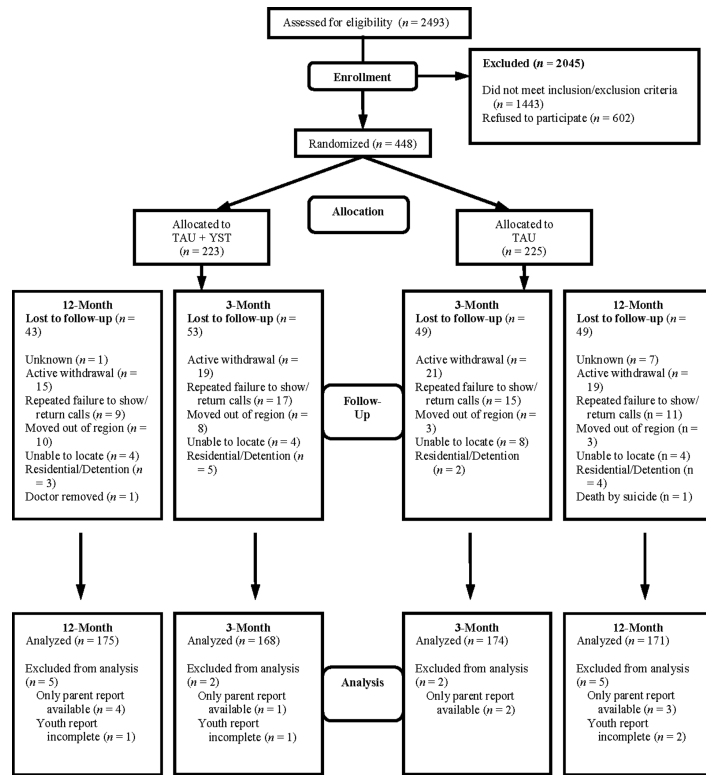 Assessed for eligibility (n = 2493)
Enrollment
Excluded (n = 2045)
Did not meet inclusion/exclusion criteria
(n = 1443)
Refused to participate (n = 602)
Randomized (n = 448)
Allocation
Allocated to
TAU + YST
(n = 223)
Allocated to
TAU
(n = 225)
12-Month
Lost to follow-up (n =
43)
Unknown (n = 1)
Active withdrawal (n =
15)
Repeated failure to show/
return calls (n = 9)
Moved out of region (n =
10)
Unable to locate (n = 4)
Residential/Detention (n
= 3)
Doctor removed (n = 1)
3-Month
Lost to follow-up (n =
53)
Active withdrawal (n =
19)
Repeated failure to show/
return calls (n = 17)
Moved out of region (n =
8)
Unable to locate (n = 4)
Residential/Detention (n
= 5)
Follow-
Up
3-Month
Lost to follow-up (n =
49)
Active withdrawal (n =
21)
Repeated failure to show/
return calls (n = 15)
Moved out of region (n =
3)
Unable to locate (n = 8)
Residential/Detention
(n = 2)
12-Month
Lost to follow-up (n =
49)
Unknown (n = 7)
Active withdrawal (n =
19)
Repeated failure to show/
return calls (n = 11)
Moved out of region (n =
3)
Unable to locate (n = 4)
Residential/Detention (n
= 4)
Death by suicide (n = 1)
12-Month
Analyzed (n = 175)
Excluded from analysis
(n = 5)
Only parent report
available (n = 4)
Youth report
incomplete (n = 1)
3-Month
Analyzed (n = 168)
Excluded from analysis
(n = 2)
Only parent report
available (n = 1)
Youth report
incomplete (n = 1)
Analysis
3-Month
Analyzed (n = 174)
Excluded from analysis
(n = 2)
Only parent report
available (n = 2)
12-Month
Analyzed (n = 171)
Excluded from analysis
(n = 5)
Only parent report
available (n = 3)
Youth report
incomplete (n = 2)